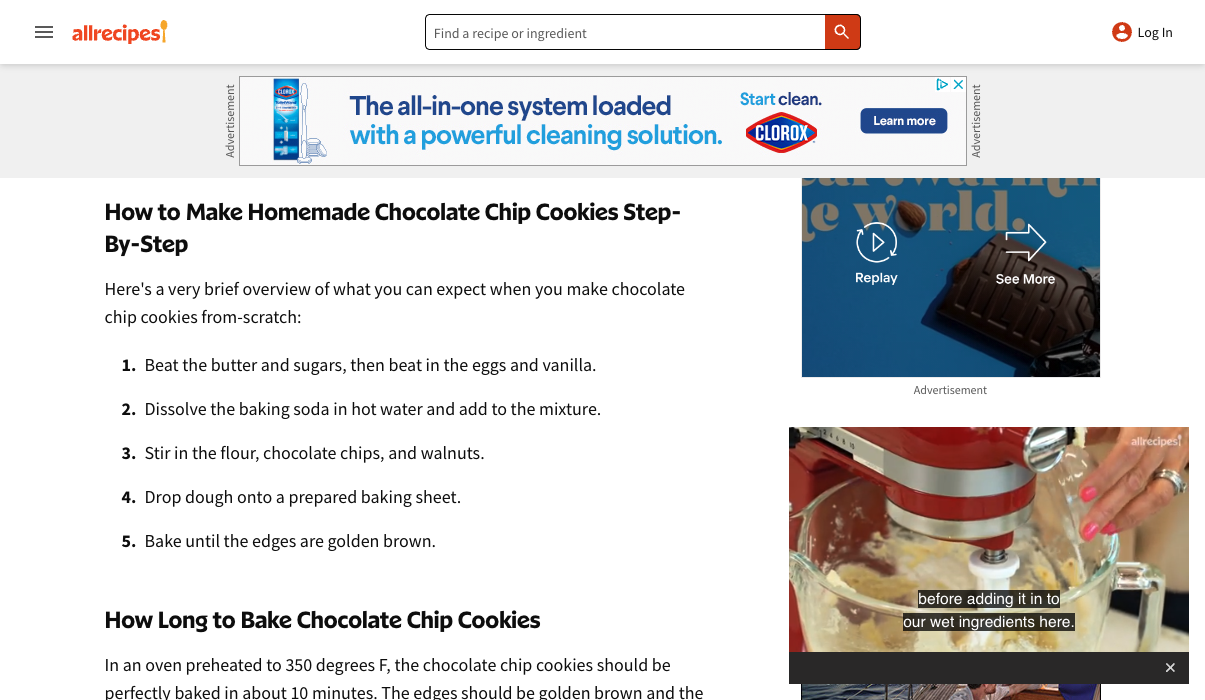 allrecipes
Find a recipe or ingredient
Log In
Advertisement
CLOROX
The all-in-one system loaded
with a powerful cleaning solution.
Start clean.
CLOROX
Learn more
Advertisement
How to Make Homemade Chocolate Chip Cookies Step-
By-Step
Here's a very brief overview of what you can expect when you make chocolate
chip cookies from-scratch:
1. Beat the butter and sugars, then beat in the eggs and vanilla.
2. Dissolve the baking soda in hot water and add to the mixture.
3. Stir in the flour, chocolate chips, and walnuts.
4. Drop dough onto a prepared baking sheet.
5. Bake until the edges are golden brown.
How Long to Bake Chocolate Chip Cookies
In an oven preheated to 350 degrees F, the chocolate chip cookies should be
perfectly baked in about 10 minutes. The edges should be golden brown and the
world.
Replay
See More
Advertisement
allrecipes
before adding it in to
our wet ingredients here.